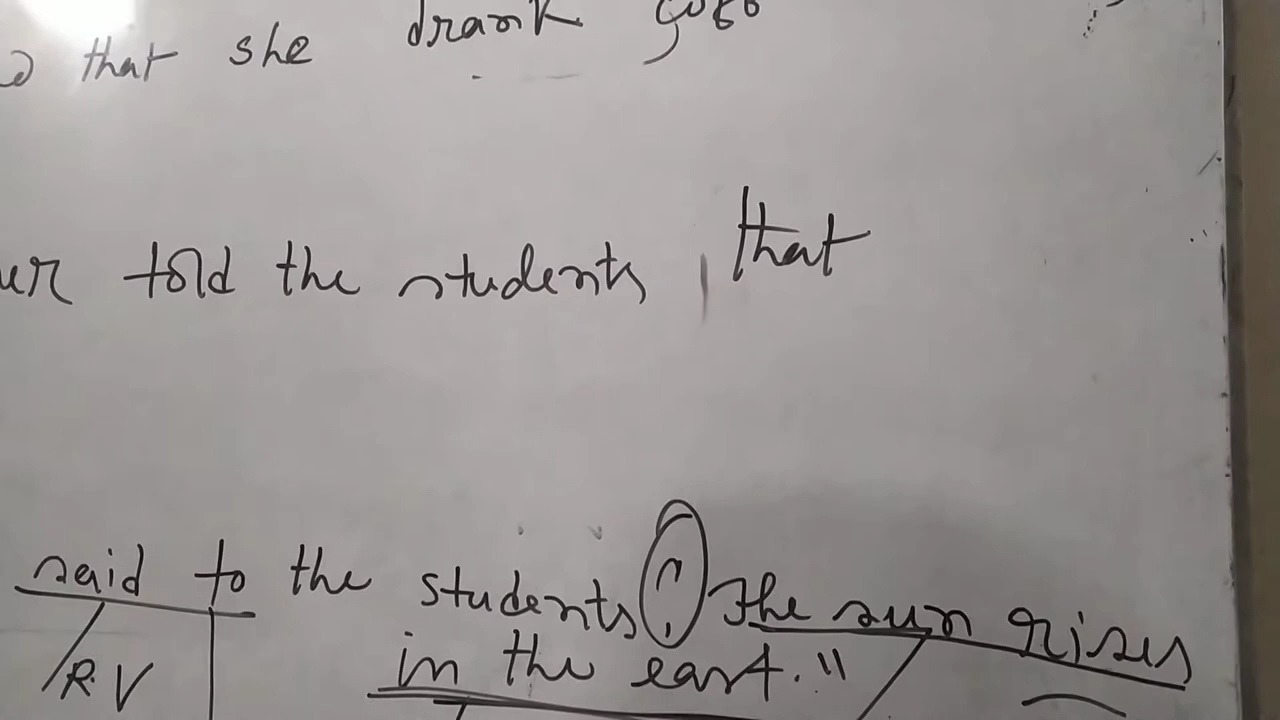 that she drank
told the students, that
said to the students, "The sun rises
in the east."
R.V